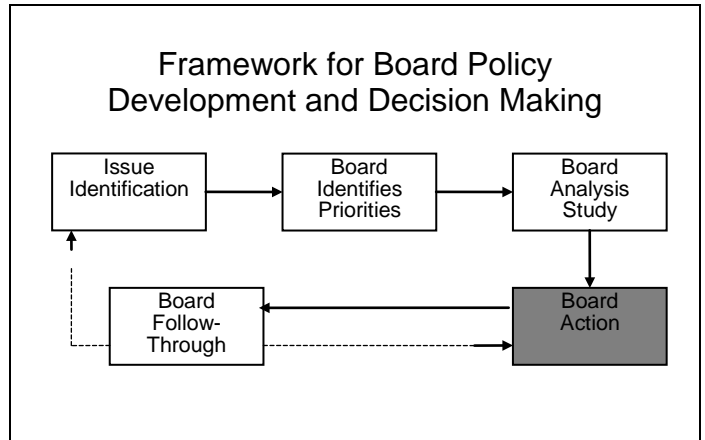 Framework for Board Policy
Development and Decision Making
Issue
Identification
Board
Identifies
Priorities
Board
Analysis
Study
Board
Follow-
Through
Board
Action